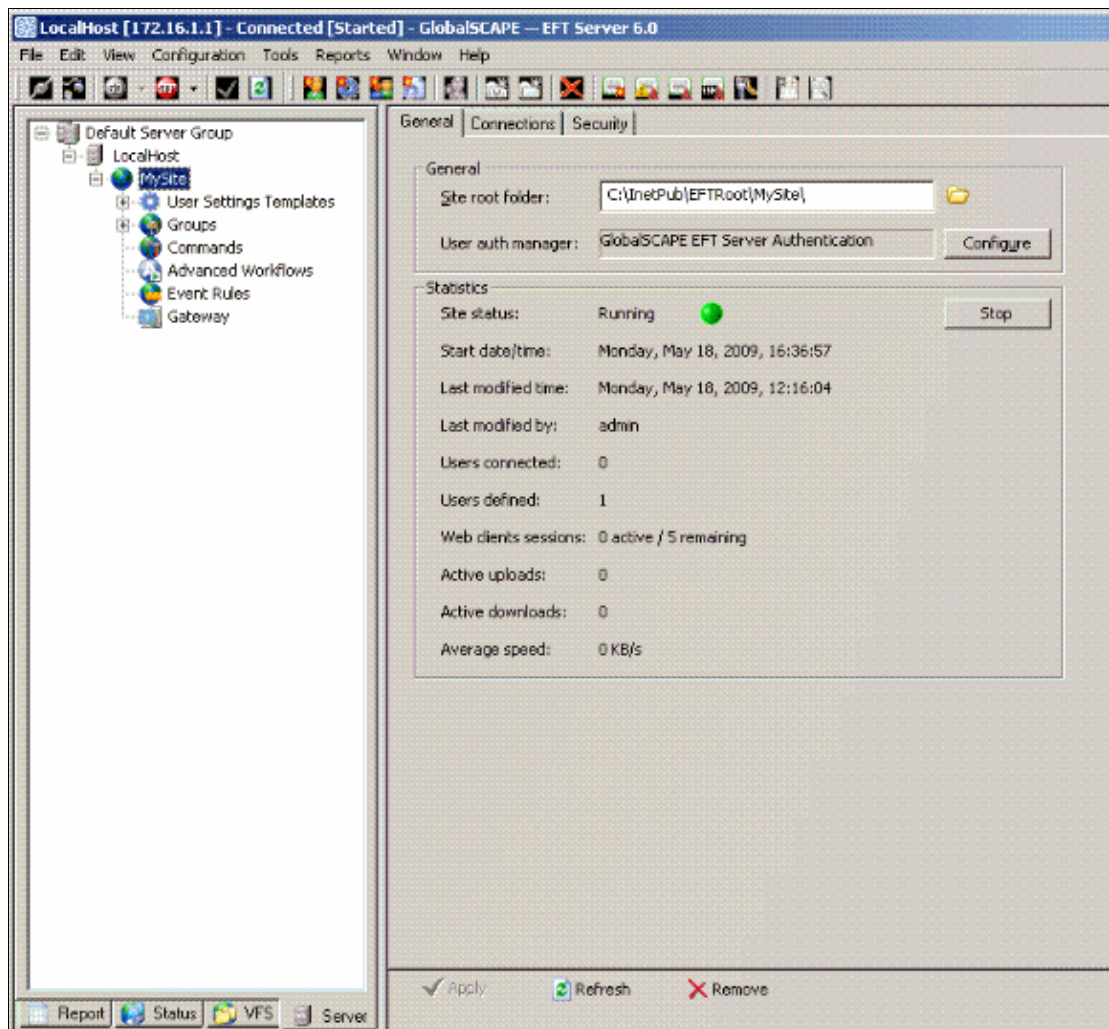 LocalHost [172.16.1.1] - Connected [Started] - GlobalSCAPE — EFT Server 6.0
File Edit View Configuration Tools Reports Window Help
Default Server Group
LocalHost
MySite
User Settings Templates
Groups
Commands
Advanced Workflows
Event Rules
Gateway
General Connections Security
General
Site root folder: C:\InetPub\EFTRoot\MySite\
User auth manager: GlobalSCAPE EFT Server Authentication Configure
Statistics
Site status: Running Stop
Start date/time: Monday, May 18, 2009, 16:36:57
Last modified time: Monday, May 18, 2009, 12:16:04
Last modified by: admin
Users connected: 0
Users defined: 1
Web clients sessions: 0 active / 5 remaining
Active uploads: 0
Active downloads: 0
Average speed: 0 KB/s
Apply Refresh Remove
Report Status VFS Server